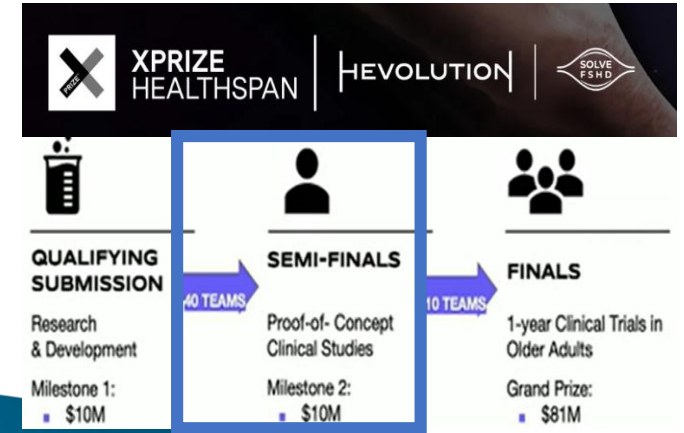 PRIZE
XPRIZE
HEALTHSPAN
HEVOLUTION
SOLVE
FSHD
QUALIFYING
SUBMISSION
Research
& Development
Milestone 1:
$10M
40 TEAMS
SEMI-FINALS
Proof-of- Concept
Clinical Studies
Milestone 2:
$10M
10 TEAMS
FINALS
1-year Clinical Trials in
Older Adults
Grand Prize:
$81M